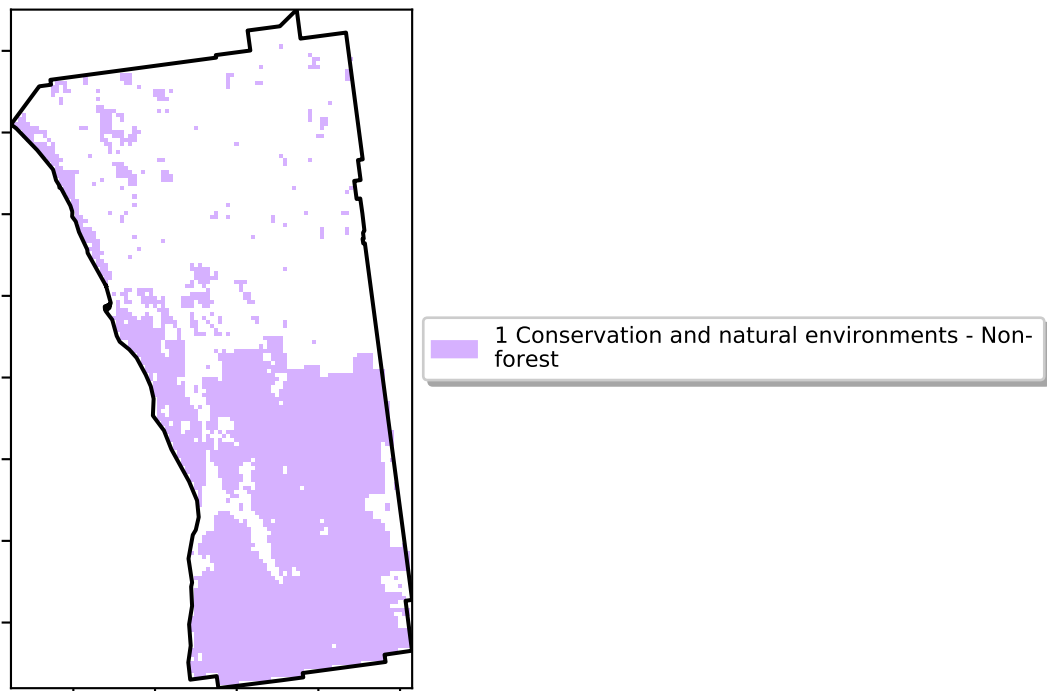 1 Conservation and natural environments - Non-
forest